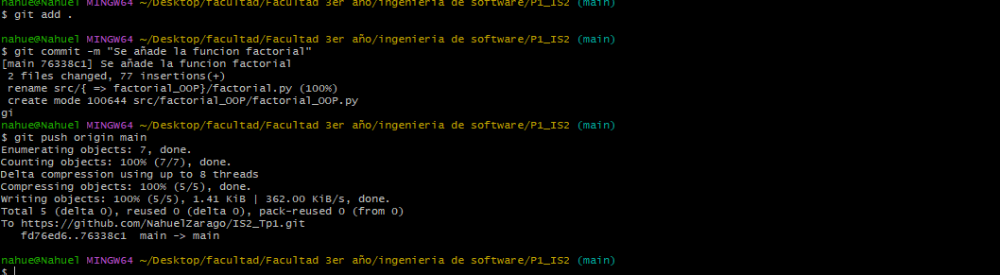 nahue@Nahuel MINGW64 ~/Desktop/facultad/Facultad 3er año/ingenieria de software/P1_IS2 (main)
$ git add .
nahue@Nahuel MINGW64 ~/Desktop/facultad/Facultad 3er año/ingenieria de software/P1_IS2 (main)
$ git commit -m "Se añade la funcion factorial"
[main 76338c1] Se añade la funcion factorial
 2 files changed, 77 insertions(+)
 rename src/{ => factorial_OOP}/factorial.py (100%)
 create mode 100644 src/factorial_OOP/factorial_OOP.py
gi
nahue@Nahuel MINGW64 ~/Desktop/facultad/Facultad 3er año/ingenieria de software/P1_IS2 (main)
$ git push origin main
Enumerating objects: 7, done.
Counting objects: 100% (7/7), done.
Delta compression using up to 8 threads
Compressing objects: 100% (5/5), done.
Writing objects: 100% (5/5), 1.41 KiB | 362.00 KiB/s, done.
Total 5 (delta 0), reused 0 (delta 0), pack-reused 0 (from 0)
To https://github.com/NahuelZarago/IS2_Tp1.git
   fd76ed6..76338c1  main -> main
nahue@Nahuel MINGW64 ~/Desktop/facultad/Facultad 3er año/ingenieria de software/P1_IS2 (main)
$